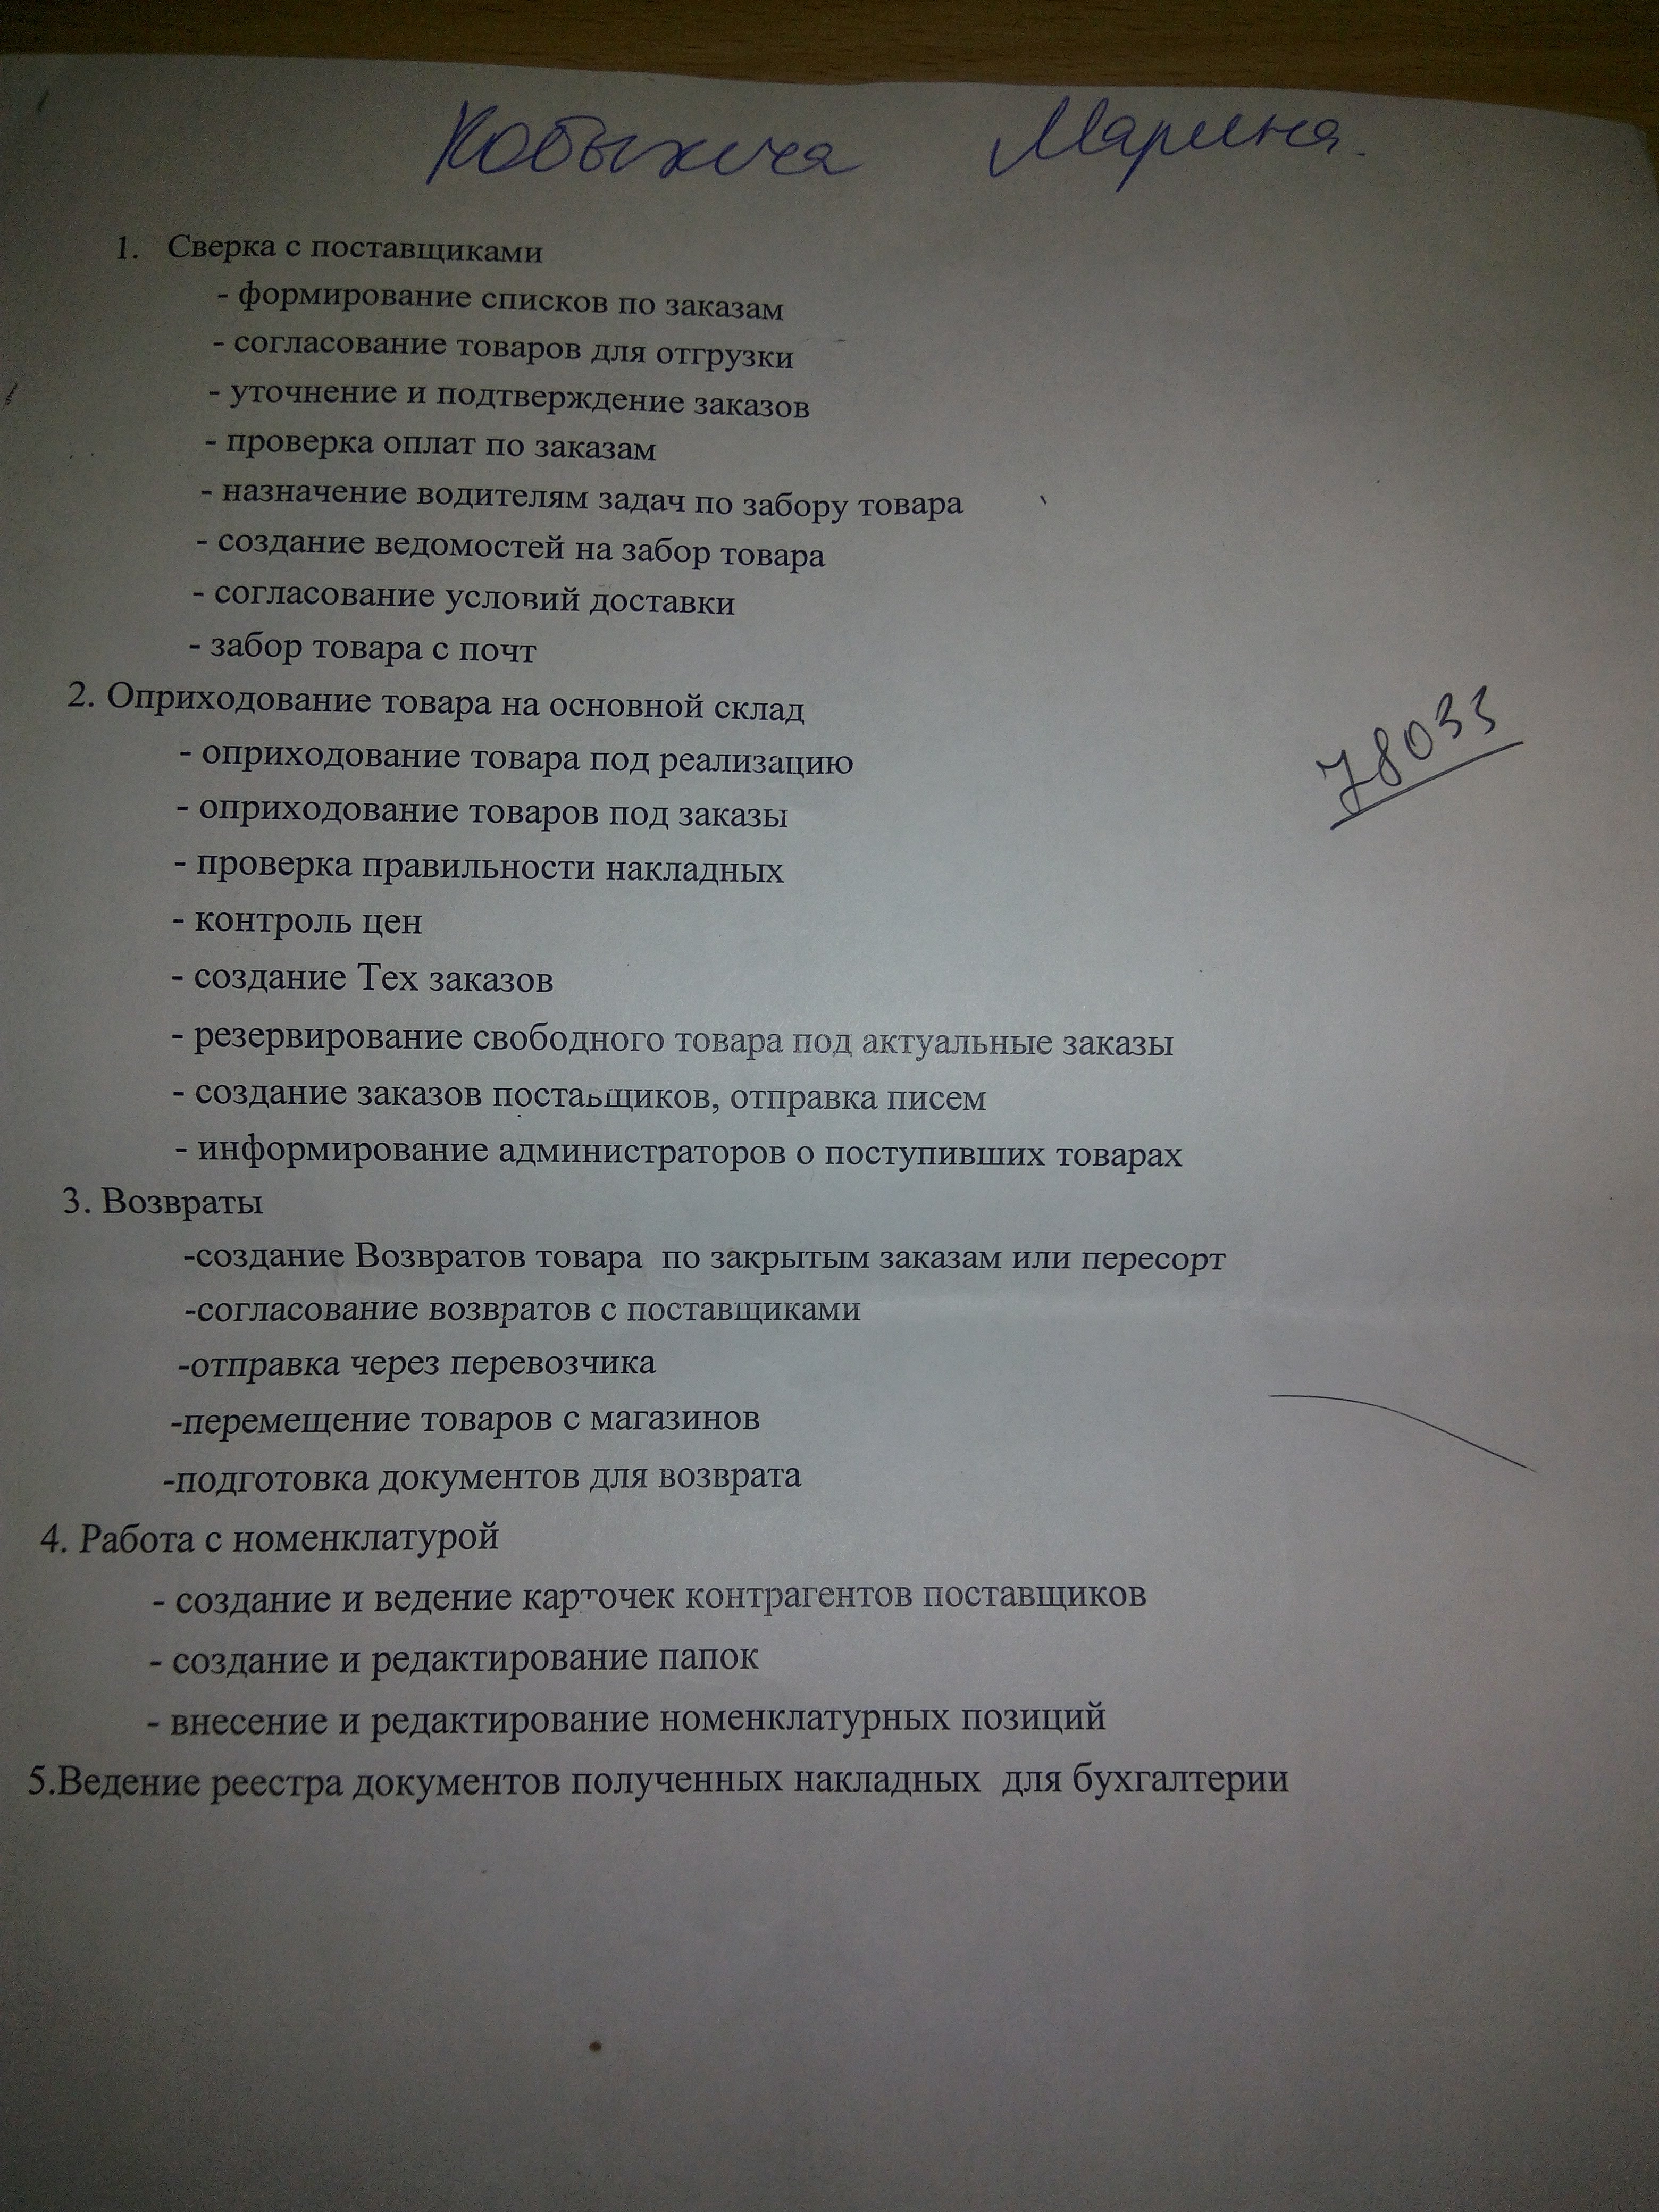 Марина.
1. Сверка с поставщиками
- формирование списков по заказам
- согласование товаров для отгрузки
- уточнение и подтверждение заказов
- проверка оплат по заказам
- назначение водителям задач по забору товара
- создание ведомостей на забор товара
- согласование условий доставки
- забор товара с почт
2. Оприходование товара на основной склад
78033
- оприходование товара под реализацию
- оприходование товаров под заказы
- проверка правильности накладных
- контроль цен
- создание Тех заказов
- резервирование свободного товара под актуальные заказы
- создание заказов поставщиков, отправка писем
- информирование администраторов о поступивших товарах
3. Возвраты
-создание Возвратов товара по закрытым заказам или пересорт
-согласование возвратов с поставщиками
-отправка через перевозчика
-перемещение товаров с магазинов
-подготовка документов для возврата
4. Работа с номенклатурой
- создание и ведение карточек контрагентов поставщиков
- создание и редактирование папок
- внесение и редактирование номенклатурных позиций
5.Ведение реестра документов полученных накладных для бухгалтерии